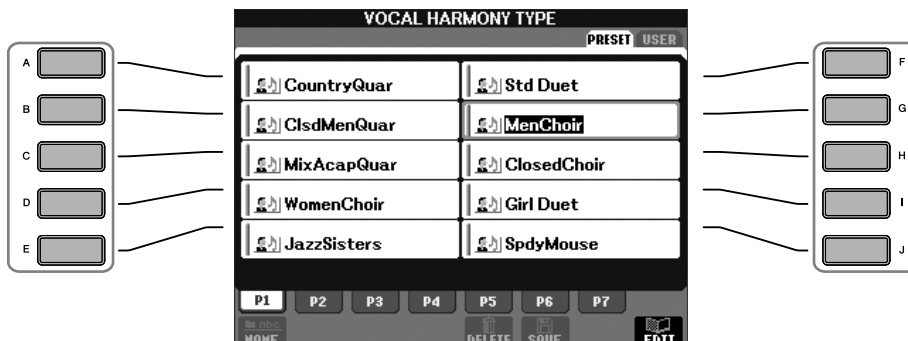 VOCAL HARMONY TYPE
PRESET USER
A CountryQuar Std Duet F
B ClsdMenQuar MenChoir G
C MixAcapQuar ClosedChoir H
D WomenChoir Girl Duet I
E JazzSisters SpdyMouse J
P1 P2 P3 P4 P5 P6 P7
abc
NAME DELETE SAVE EDIT